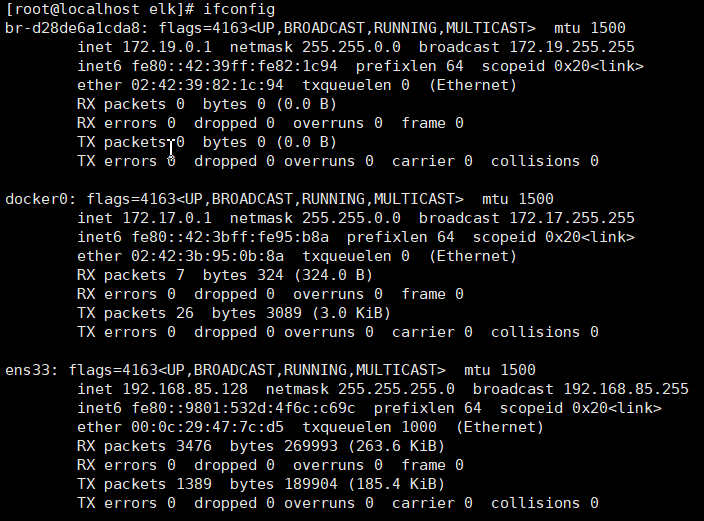 [root@localhost elk]# ifconfig
br-d28de6a1cda8: flags=4163<UP,BROADCAST,RUNNING,MULTICAST>  mtu 1500
        inet 172.19.0.1  netmask 255.255.0.0  broadcast 172.19.255.255
        inet6 fe80::42:39ff:fe82:1c94  prefixlen 64  scopeid 0x20<link>
        ether 02:42:39:82:1c:94  txqueuelen 0  (Ethernet)
        RX packets 0  bytes 0 (0.0 B)
        RX errors 0  dropped 0  overruns 0  frame 0
        TX packets 0  bytes 0 (0.0 B)
        TX errors 0  dropped 0 overruns 0  carrier 0  collisions 0

docker0: flags=4163<UP,BROADCAST,RUNNING,MULTICAST>  mtu 1500
        inet 172.17.0.1  netmask 255.255.0.0  broadcast 172.17.255.255
        inet6 fe80::42:3bff:fe95:b8a  prefixlen 64  scopeid 0x20<link>
        ether 02:42:3b:95:0b:8a  txqueuelen 0  (Ethernet)
        RX packets 7  bytes 324 (324.0 B)
        RX errors 0  dropped 0  overruns 0  frame 0
        TX packets 26  bytes 3089 (3.0 KiB)
        TX errors 0  dropped 0 overruns 0  carrier 0  collisions 0

ens33: flags=4163<UP,BROADCAST,RUNNING,MULTICAST>  mtu 1500
        inet 192.168.85.128  netmask 255.255.255.0  broadcast 192.168.85.255
        inet6 fe80::9801:532d:4f6c:c69c  prefixlen 64  scopeid 0x20<link>
        ether 00:0c:29:47:7c:d5  txqueuelen 1000  (Ethernet)
        RX packets 3476  bytes 269993 (263.6 KiB)
        RX errors 0  dropped 0  overruns 0  frame 0
        TX packets 1389  bytes 189904 (185.4 KiB)
        TX errors 0  dropped 0 overruns 0  carrier 0  collisions 0